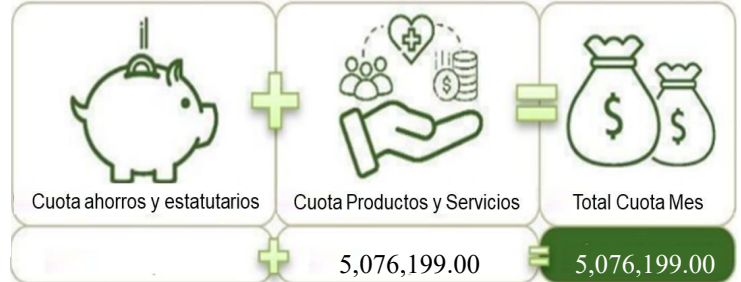 Cuota ahorros y estatutarios
Cuota Productos y Servicios
Total Cuota Mes
5,076,199.00
5,076,199.00